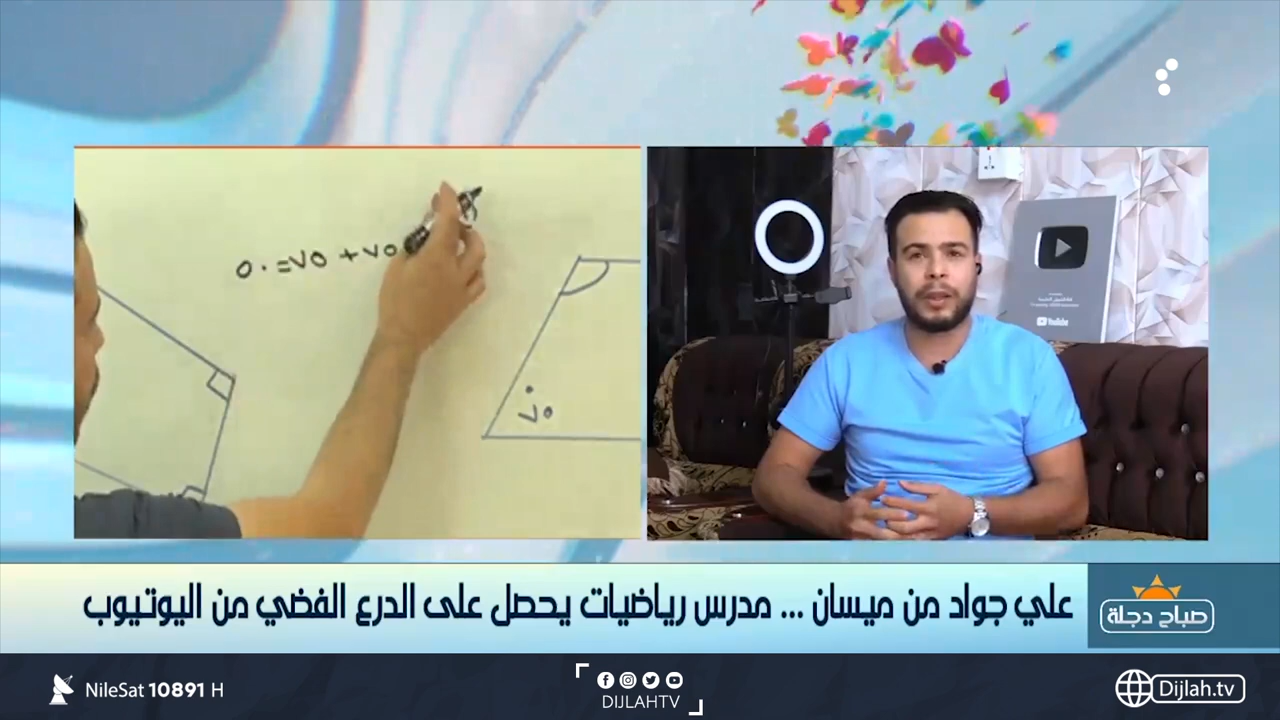 ٥٠ = ٧٥ + ٧٥
٧٥
YouTube
علي جواد من ميسان ... مدرس رياضيات يحصل على الدرع الفضي من اليوتيوب
صباح دجلة
NileSat 10891 H
DIJLAHTV
Dijlah.tv